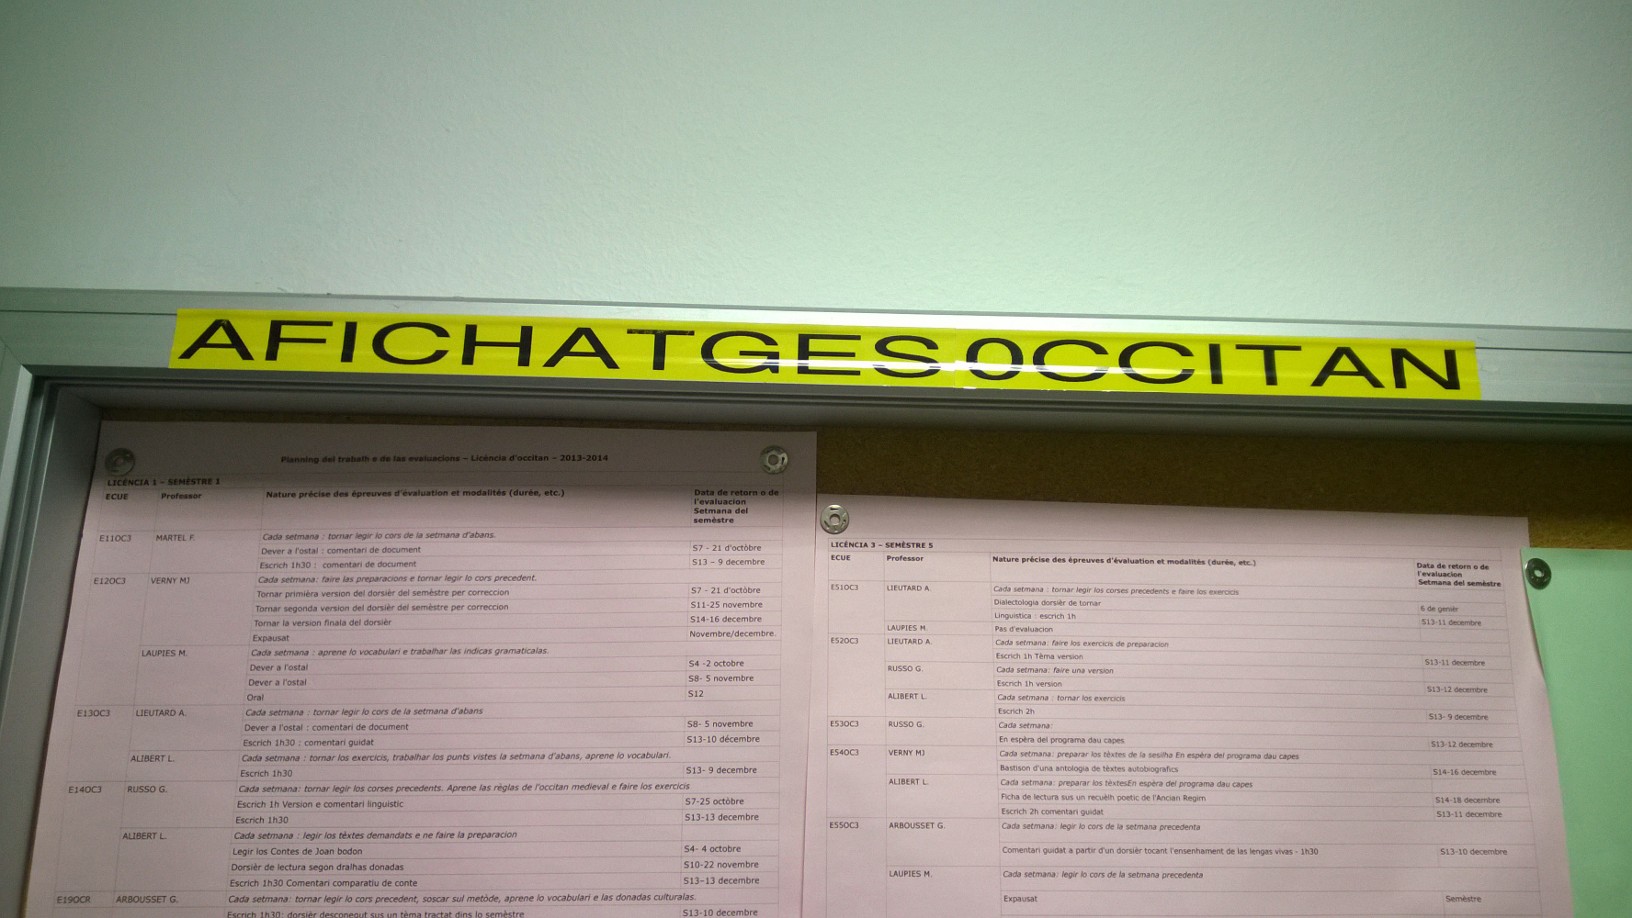 AFICHATGES OCCITAN
Planning del trabalh e de las evaluacions – Licéncia d'occitan – 2013-2014
LICÉNCIA 1 – SEMÈSTRE 1
ECUE Professor Nature précise des épreuves d'évaluation et modalités (durée, etc.) Data de retorn o de
l'evaluacion
Setmana del
semèstre
E11OC3 MARTEL F. Cada setmana : tornar legir lo cors de la setmana d'abans.
Dever a l'ostal : comentari de document S7 - 21 d'octòbre
Escrich 1h30 : comentari de document S13 – 9 decembre
E12OC3 VERNY MJ Cada setmana: faire las preparacions e tornar legir lo cors precedent.
Tornar primièra version del dorsièr del semèstre per correccion S7 - 21 d'octòbre
Tornar segonda version del dorsièr del semèstre per correccion S11-25 novembre
Tornar la version finala del dorsièr S14-16 decembre
Expausat Novembre/decembre.
LAUPIES M. Cada setmana : aprene lo vocabulari e trabalhar las indicas gramaticalas.
Dever a l'ostal S4 -2 octobre
Dever a l'ostal S8- 5 novembre
Oral S12
E13OC3 LIEUTARD A. Cada setmana : tornar legir lo cors de la setmana d'abans
Dever a l'ostal : comentari de document S8- 5 novembre
Escrich 1h30 : comentari guidat S13-10 décembre
ALIBERT L. Cada setmana : tornar los exercicis, trabalhar los punts vistes la setmana d'abans, aprene lo vocabulari.
Escrich 1h30 S13- 9 decembre
E14OC3 RUSSO G. Cada setmana: tornar legir los corses precedents. Aprene las règlas de l'occitan medieval e faire los exercicis
Escrich 1h Version e comentari linguistic S7-25 octòbre
Escrich 1h30 S13-13 decembre
ALIBERT L. Cada setmana : legir los tèxtes demandats e ne faire la preparacion
Legir los Contes de Joan bodon S4- 4 octobre
Dorsièr de lectura segon dralhas donadas S10-22 novembre
Escrich 1h30 Comentari comparatiu de conte S13–13 decembre
E19OCR ARBOUSSET G. Cada setmana: tornar legir lo cors precedent, soscar sul metòde, aprene lo vocabulari e las donadas culturalas.
Escrich 1h30: dorsièr desconegut sus un tèma tractat dins lo semèstre S13-10 decembre
LICÉNCIA 3 – SEMÈSTRE 5
ECUE Professor Nature précise des épreuves d'évaluation et modalités (durée, etc.) Data de retorn o de
l'evaluacion
Setmana del semèstre
E51OC3 LIEUTARD A. Cada setmana : tornar legir los corses precedents e faire los exercicis
Dialectologia dorsièr de tornar 6 de genièr
Linguistica : escrich 1h S13-11 decembre
LAUPIES M. Pas d'evaluacion
E52OC3 LIEUTARD A. Cada setmana: faire los exercicis de preparacion
Escrich 1h Tèma version S13-11 decembre
RUSSO G. Cada setmana: faire una version
Escrich 1h version S13-12 decembre
ALIBERT L. Cada setmana : tornar los exercicis
Escrich 2h S13- 9 decembre
E53OC3 RUSSO G. Cada setmana:
En espèra del programa dau capes S13-12 decembre
E54OC3 VERNY MJ Cada setmana: preparar los tèxtes de la sesilha En espèra del programa dau capes
Bastison d'una antologia de tèxtes autobiografics S14-16 decembre
ALIBERT L. Cada setmana: preparar los tèxtesEn espèra del programa dau capes
Ficha de lectura sus un recuèlh poetic de l'Ancian Regim S14-18 decembre
Escrich 2h comentari guidat S13-11 decembre
E55OC3 ARBOUSSET G. Cada setmana: legir lo cors de la setmana precedenta
Comentari guidat a partir d'un dorsièr tocant l'ensenhament de las lengas vivas - 1h30 S13-10 decembre
LAUPIES M. Cada setmana: legir lo cors de la setmana precedenta
Expausat Semèstre